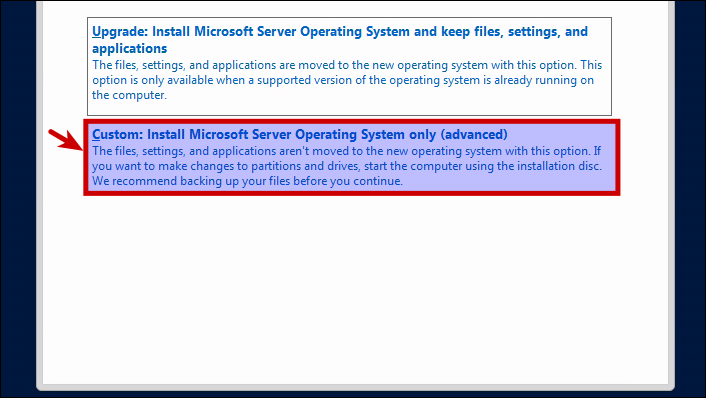 Upgrade: Install Microsoft Server Operating System and keep files, settings, and
applications
The files, settings, and applications are moved to the new operating system with this option. This
option is only available when a supported version of the operating system is already running on
the computer.
Custom: Install Microsoft Server Operating System only (advanced)
The files, settings, and applications aren't moved to the new operating system with this option. If
you want to make changes to partitions and drives, start the computer using the installation disc.
We recommend backing up your files before you continue.